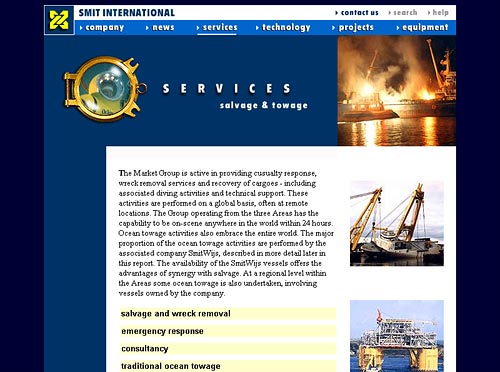 SMIT INTERNATIONAL
contact us search help
company news services technology projects equipment
SERVICES
salvage & towage
The Market Group is active in providing cusualty response,
wreck removal services and recovery of cargoes - including
associated diving activities and technical support. These
activities are performed on a global basis, often at remote
locations. The Group operating from the three Areas has the
capability to be on-scene anywhere in the world within 24 hours.
Ocean towage activities also embrace the entire world. The major
proportion of the ocean towage activities are performed by the
associated company SmitWijs, described in more detail later in
this report. The availability of the SmitWijs vessels offers the
advantages of synergy with salvage. At a regional level within
the Areas some ocean towage is also undertaken, involving
vessels owned by the company.
salvage and wreck removal
emergency response
consultancy
traditional ocean towage